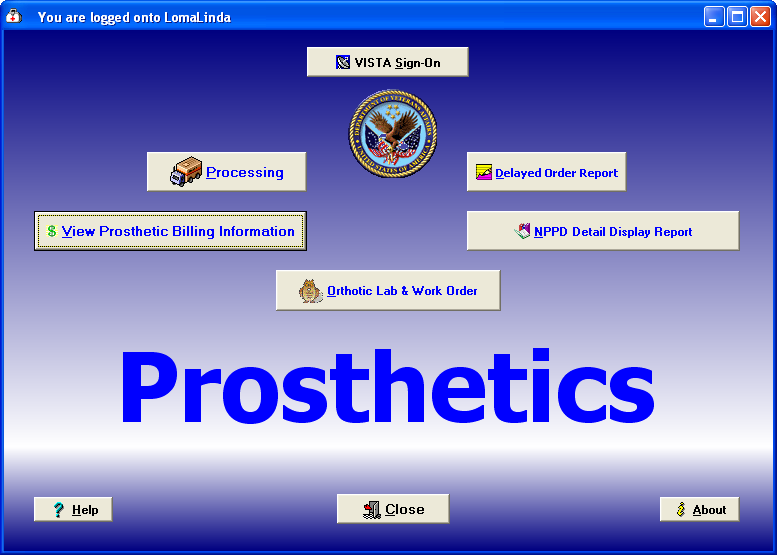 You are logged onto LomaLinda
VISTA Sign-On
DEPARTMENT OF VETERANS AFFAIRS
UNITED STATES OF AMERICA
Processing
Delayed Order Report
$ View Prosthetic Billing Information
NPPD Detail Display Report
Orthotic Lab & Work Order
Prosthetics
? Help
Close
i About